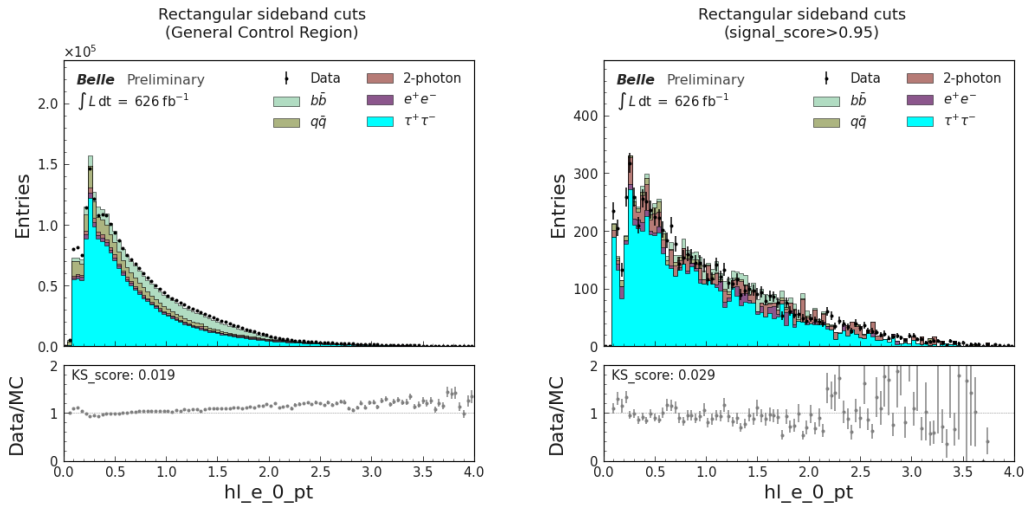 Rectangular sideband cuts
(General Control Region)
×10⁵
Belle Preliminary
∫ L dt = 626 fb⁻¹
Data
bb̄
qq̄
2-photon
e⁺e⁻
τ⁺τ⁻
Entries
2.0
1.5
1.0
0.5
0.0
KS_score: 0.019
Data/MC
2
1
0
0.0 0.5 1.0 1.5 2.0 2.5 3.0 3.5 4.0
hl_e_0_pt
Rectangular sideband cuts
(signal_score>0.95)
Belle Preliminary
∫ L dt = 626 fb⁻¹
Data
bb̄
qq̄
2-photon
e⁺e⁻
τ⁺τ⁻
Entries
400
300
200
100
0
KS_score: 0.029
Data/MC
2
1
0
0.0 0.5 1.0 1.5 2.0 2.5 3.0 3.5 4.0
hl_e_0_pt